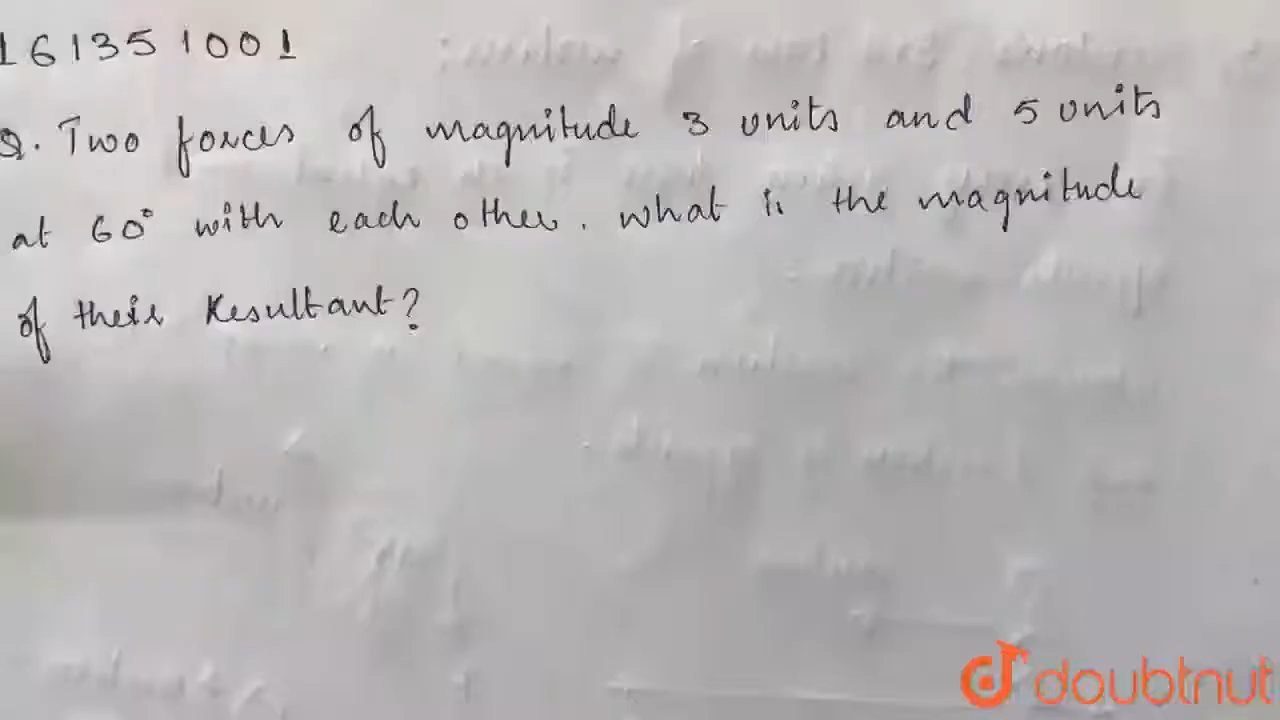 161351001
Q. Two forces of magnitude 3 units and 5 units
at 60° with each other. What is the magnitude
of their Resultant?
doubtnut